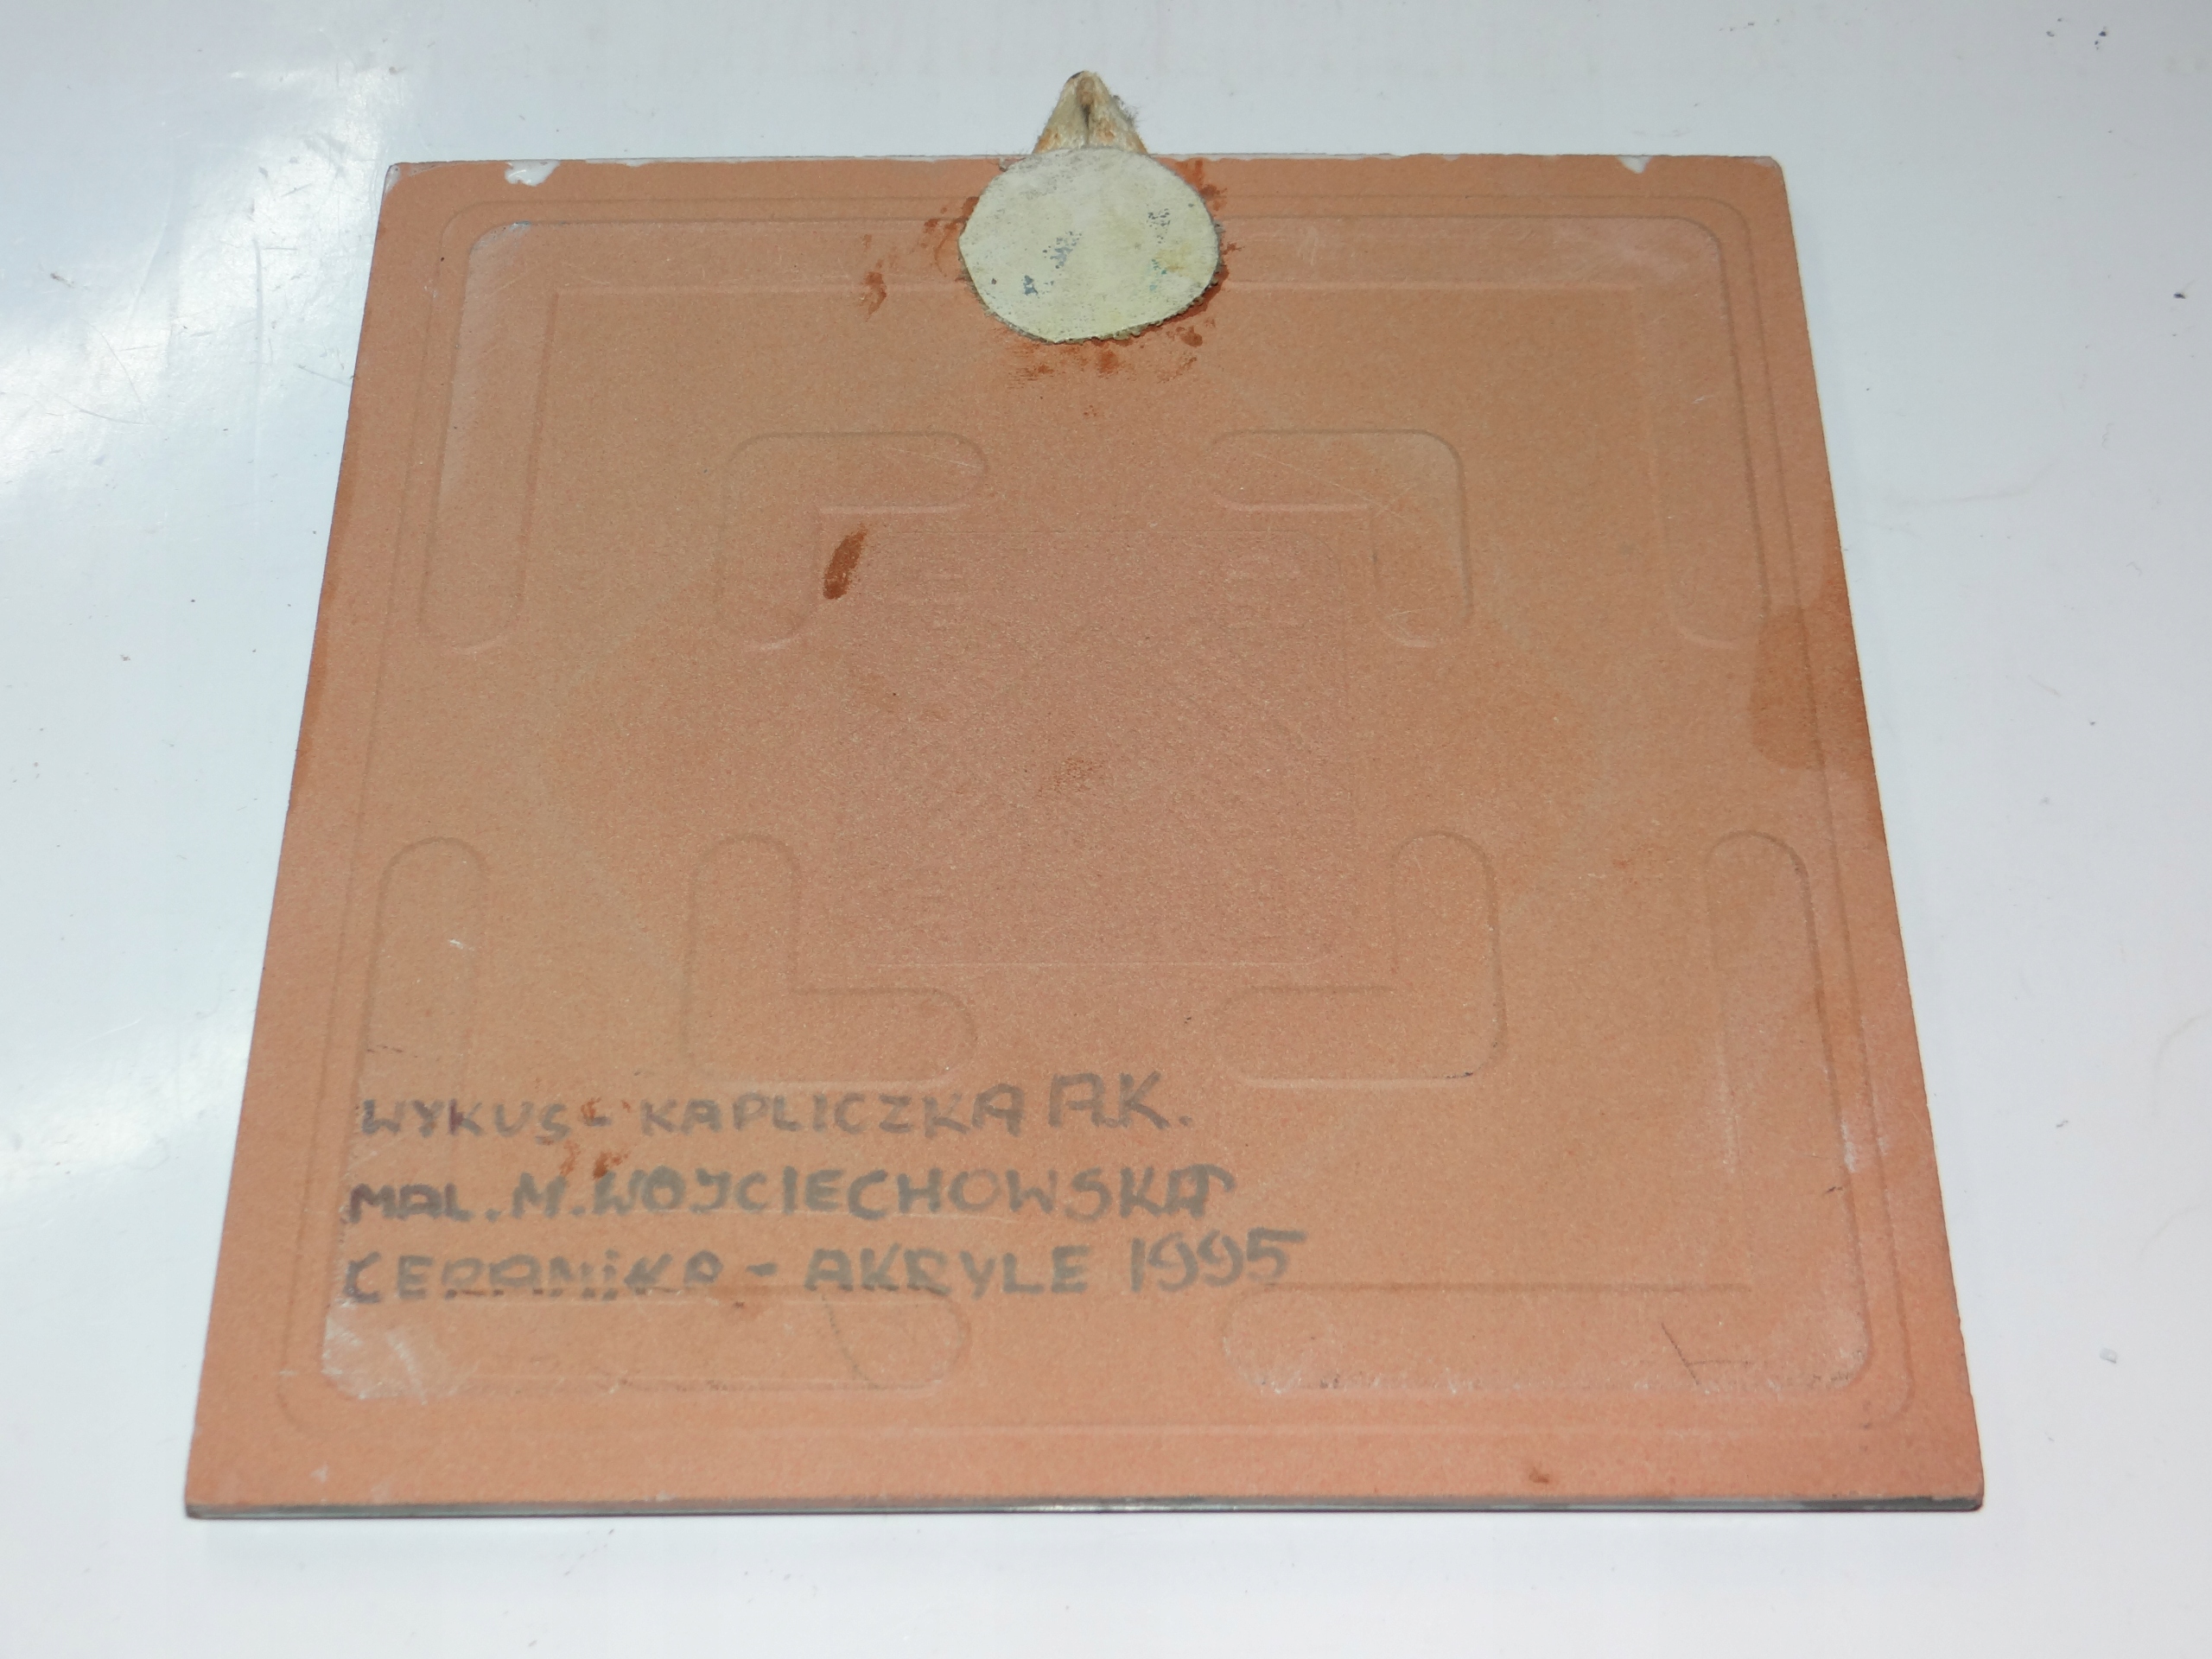 WYKUS - KAPLICZKA A.K.
MAL. M. WOJCIECHOWSKA
CERAMiKA - AKRYLE 1995